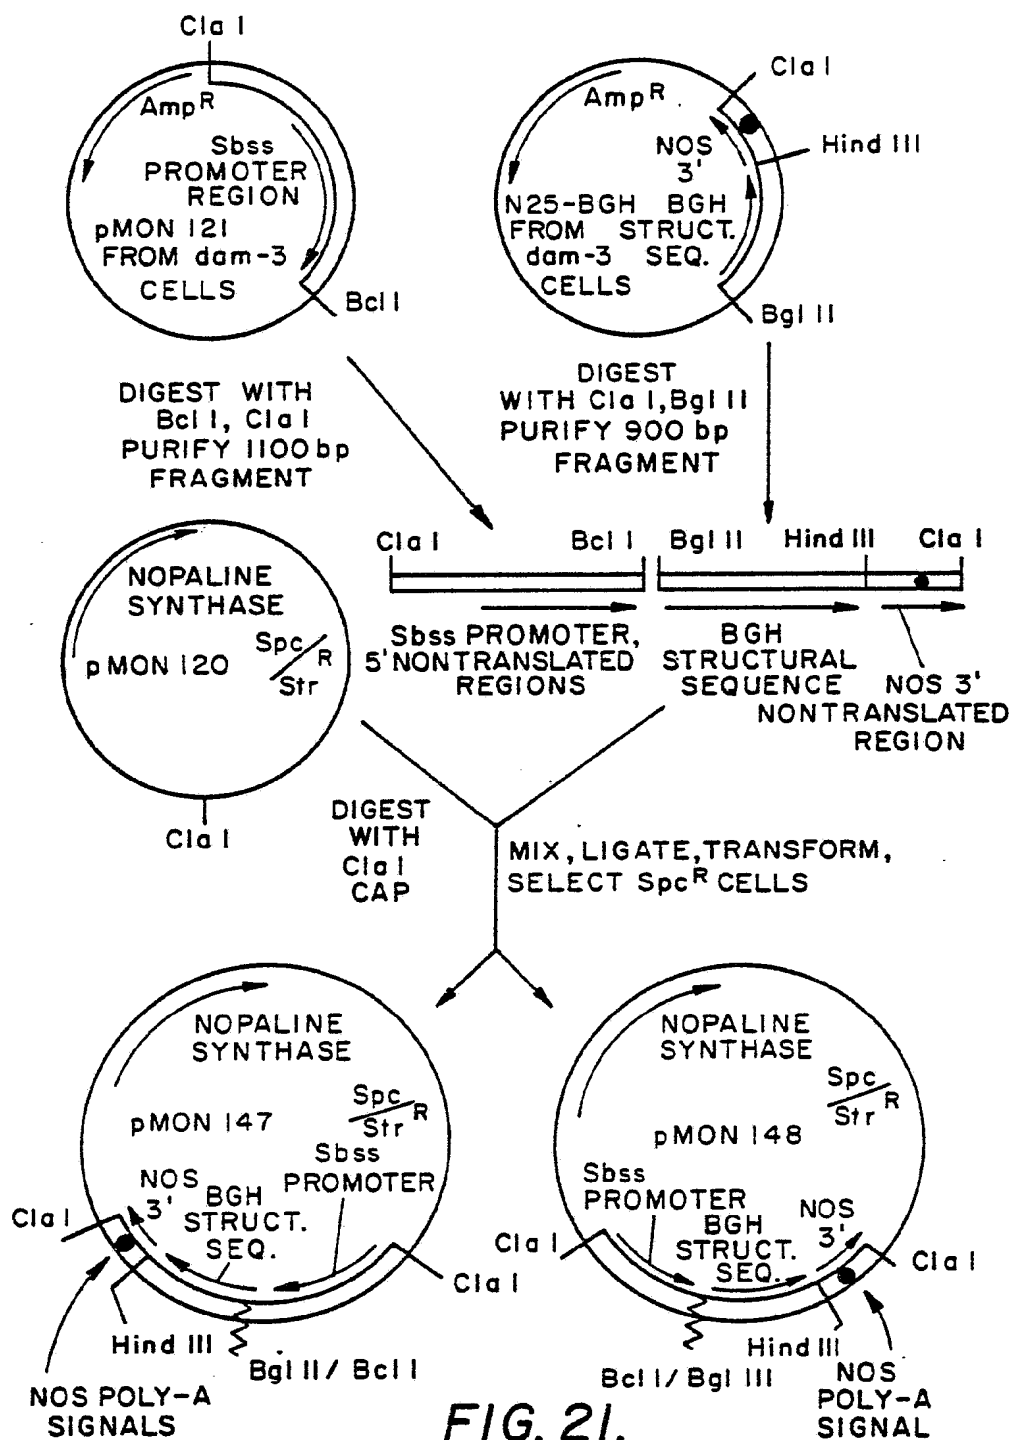 Cla I
Amp R
Sbss
PROMOTER
REGION
pMON 121
FROM dam-3
CELLS
Bcl I
Cla I
Amp R
Hind III
NOS
3'
N25-BGH
FROM
dam-3
CELLS
BGH
STRUCT.
SEQ.
Bgl II
DIGEST WITH
Bcl I, Cla I
PURIFY 1100 bp
FRAGMENT
DIGEST
WITH Cla I, Bgl II
PURIFY 900 bp
FRAGMENT
NOPALINE
SYNTHASE
pMON 120
Spc/Str R
Cla I
Cla I Bcl I Bgl II Hind III Cla I
Sbss PROMOTER,
5' NONTRANSLATED
REGIONS
BGH
STRUCTURAL
SEQUENCE
NOS 3'
NONTRANSLATED
REGION
DIGEST
WITH
Cla I
CAP
MIX, LIGATE, TRANSFORM,
SELECT Spc R CELLS
NOPALINE
SYNTHASE
pMON 147
Spc/Str R
Sbss
PROMOTER
NOS
3'
BGH
STRUCT.
SEQ.
Cla I
Cla I
Hind III
Bgl II / Bcl I
NOS POLY-A
SIGNALS
NOPALINE
SYNTHASE
Spc/Str R
pMON 148
Sbss
PROMOTER
BGH
STRUCT.
SEQ.
NOS
3'
Cla I
Cla I
Hind III
Bcl I / Bgl III
NOS
POLY-A
SIGNAL
FIG. 21.